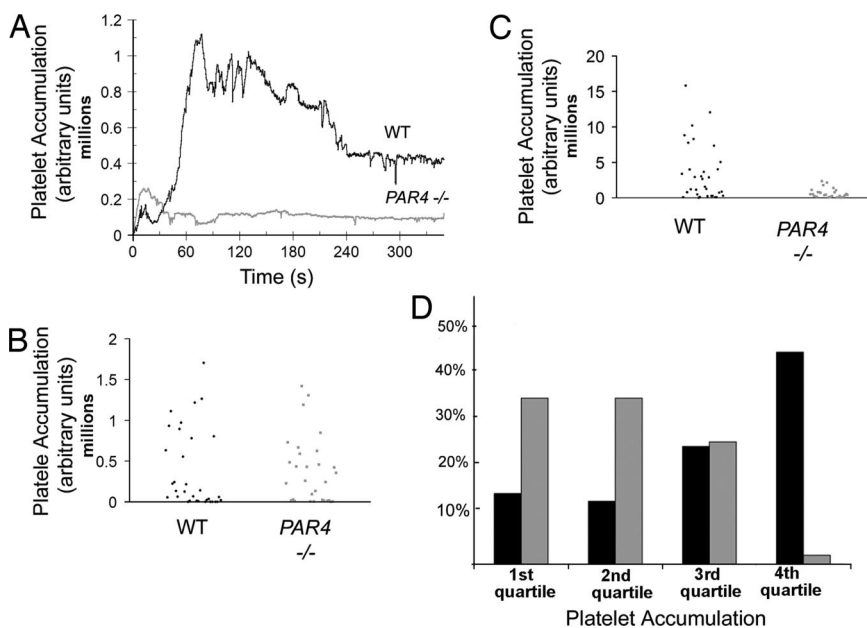 A
Platelet Accumulation
(arbitrary units)
millions
1.2
1
0.8
0.6
0.4
0.2
0
WT
PAR4 -/-
0 60 120 180 240 300
Time (s)
B
Platele Accumulation
(arbitrary units)
millions
2
1.5
1
0.5
0
WT
PAR4
-/-
C
Platelet Accumulation
(arbitrary units)
millions
20
15
10
5
0
WT
PAR4
-/-
D
50%
40%
30%
20%
10%
1st
quartile
2nd
quartile
3rd
quartile
4th
quartile
Platelet Accumulation